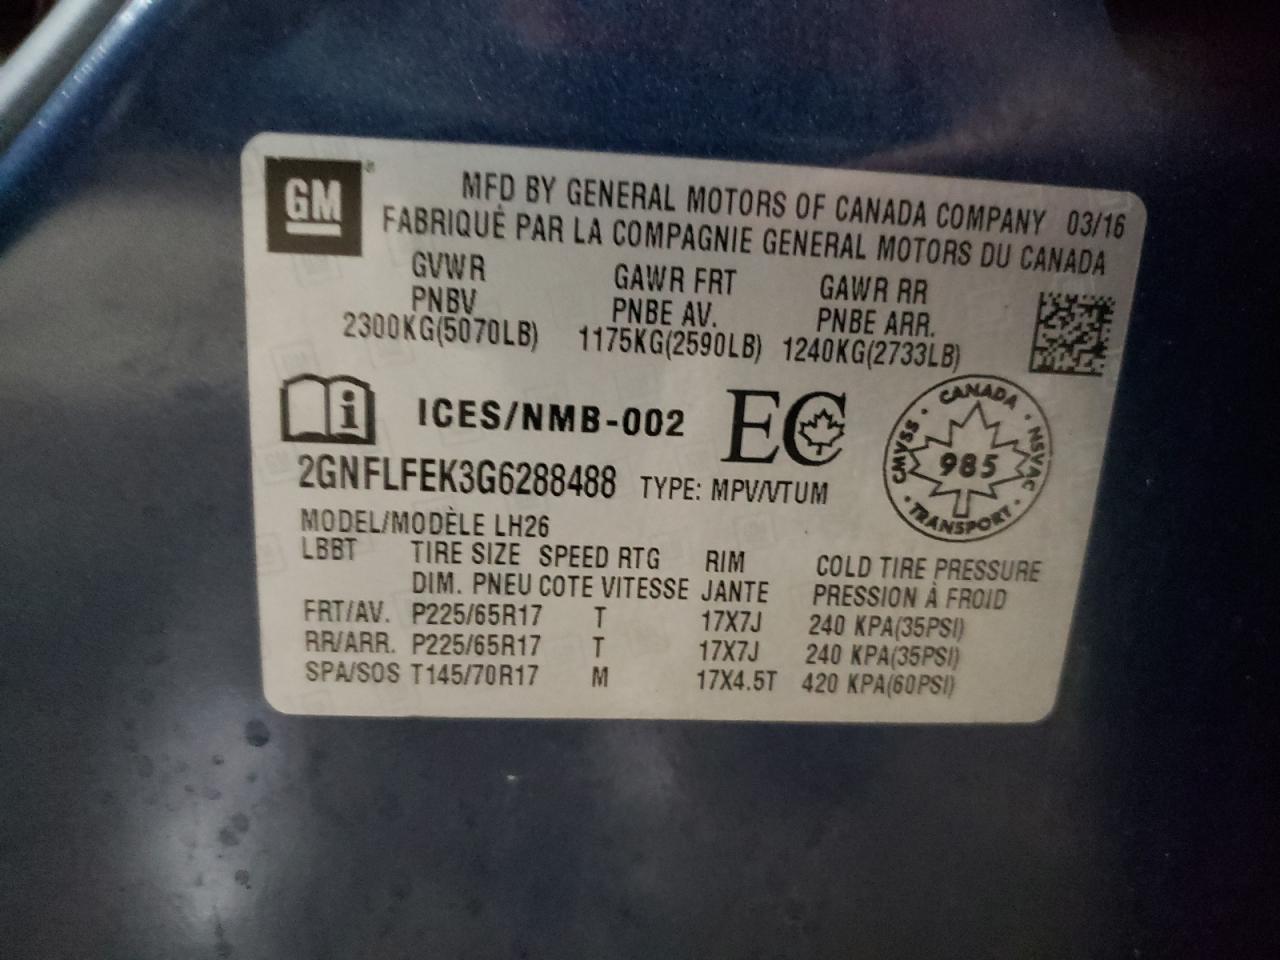 GM®
MFD BY GENERAL MOTORS OF CANADA COMPANY 03/16
FABRIQUÉ PAR LA COMPAGNIE GENERAL MOTORS DU CANADA
GVWR GAWR FRT GAWR RR
PNBV PNBE AV. PNBE ARR.
2300KG(5070LB) 1175KG(2590LB) 1240KG(2733LB)
i ICES/NMB-002 EC
CANADA
CMVSS 985 NSVAC
TRANSPORT
2GNFLFEK3G6288488 TYPE: MPV/VTUM
MODEL/MODÈLE LH26
LBBT TIRE SIZE SPEED RTG RIM COLD TIRE PRESSURE
DIM. PNEU COTE VITESSE JANTE PRESSION À FROID
FRT/AV. P225/65R17 T 17X7J 240 KPA(35PSI)
RR/ARR. P225/65R17 T 17X7J 240 KPA(35PSI)
SPA/SOS T145/70R17 M 17X4.5T 420 KPA(60PSI)